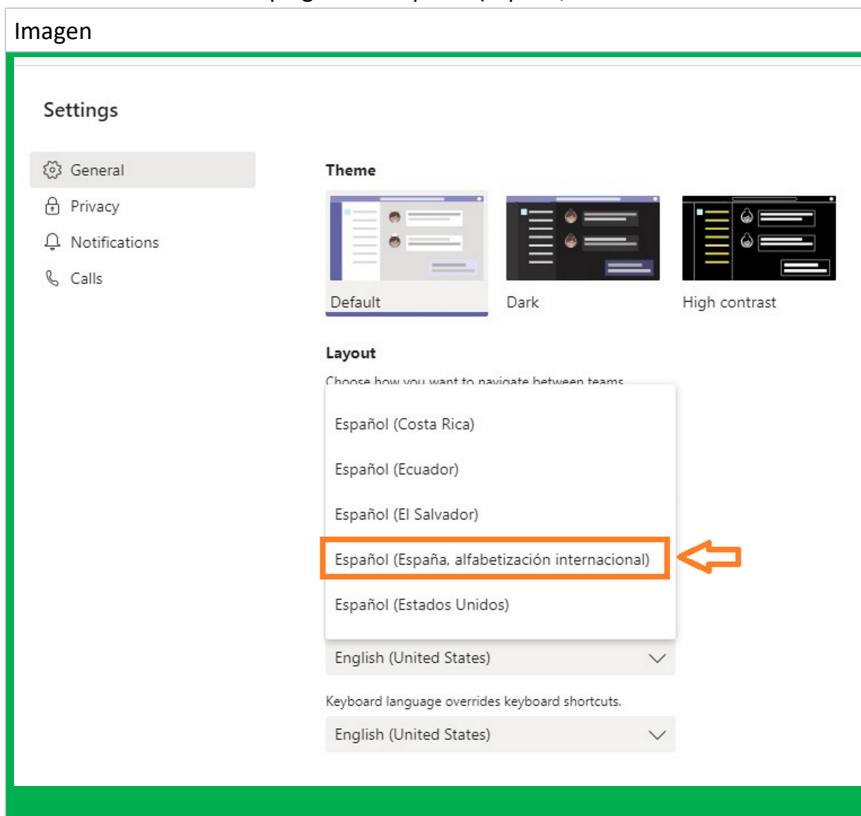 Imagen
Settings
General
Privacy
Notifications
Calls
Theme
Default
Dark
High contrast
Layout
Choose how you want to navigate between teams
Español (Costa Rica)
Español (Ecuador)
Español (El Salvador)
Español (España, alfabetización internacional)
Español (Estados Unidos)
English (United States)
Keyboard language overrides keyboard shortcuts.
English (United States)